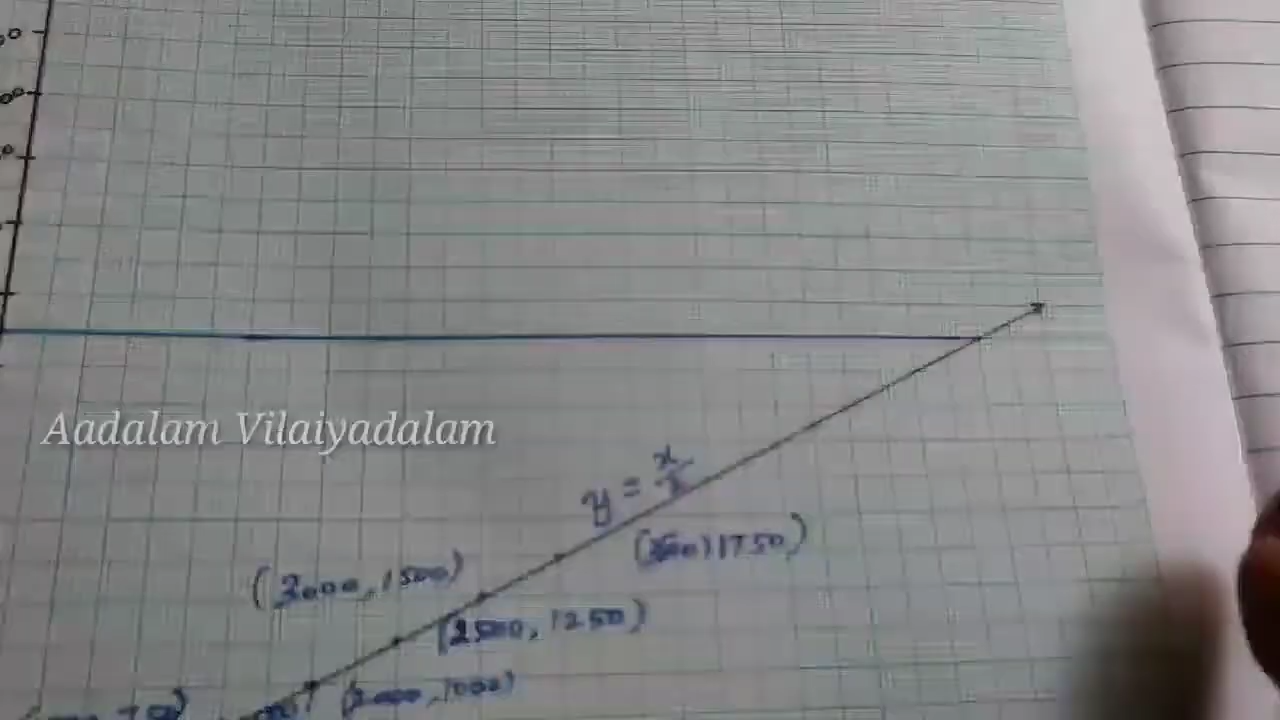 Aadalam Vilaiyadalam
y = x/2
(3500, 1750)
(3000, 1500)
(2500, 1250)
(2000, 1000)